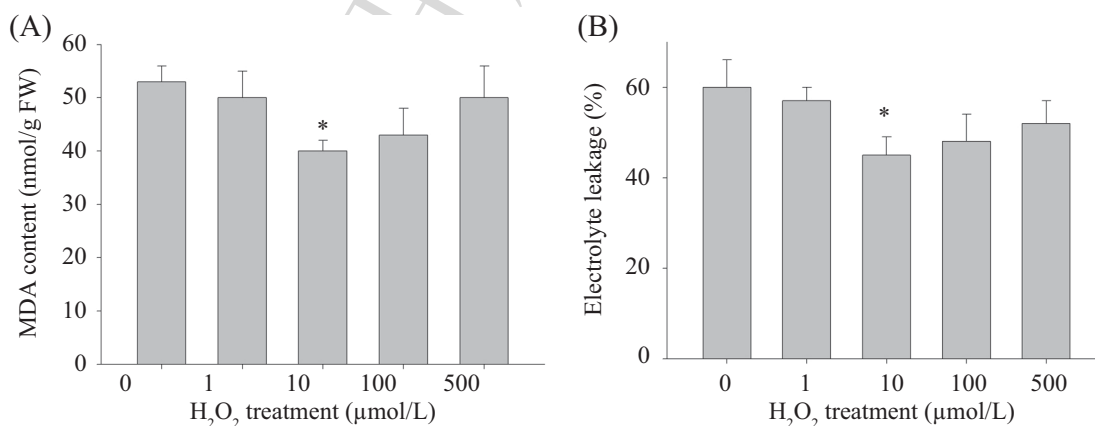 (A)
MDA content (nmol/g FW)
60
50
40
30
20
10
0
*
0 1 10 100 500
H₂O₂ treatment (µmol/L)
(B)
Electrolyte leakage (%)
60
40
20
0
*
0 1 10 100 500
H₂O₂ treatment (µmol/L)